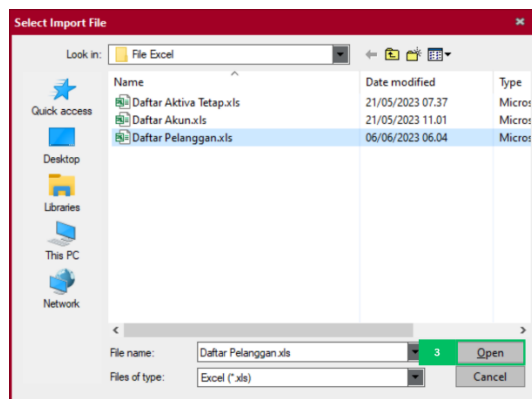 Select Import File
Look in: File Excel
Name Date modified Type
Daftar Aktiva Tetap.xls 21/05/2023 07.37 Micros
Daftar Akun.xls 21/05/2023 11.01 Micros
Daftar Pelanggan.xls 06/06/2023 06.04 Micros
Quick access
Desktop
Libraries
This PC
Network
File name: Daftar Pelanggan.xls 3 Open
Files of type: Excel (*.xls) Cancel